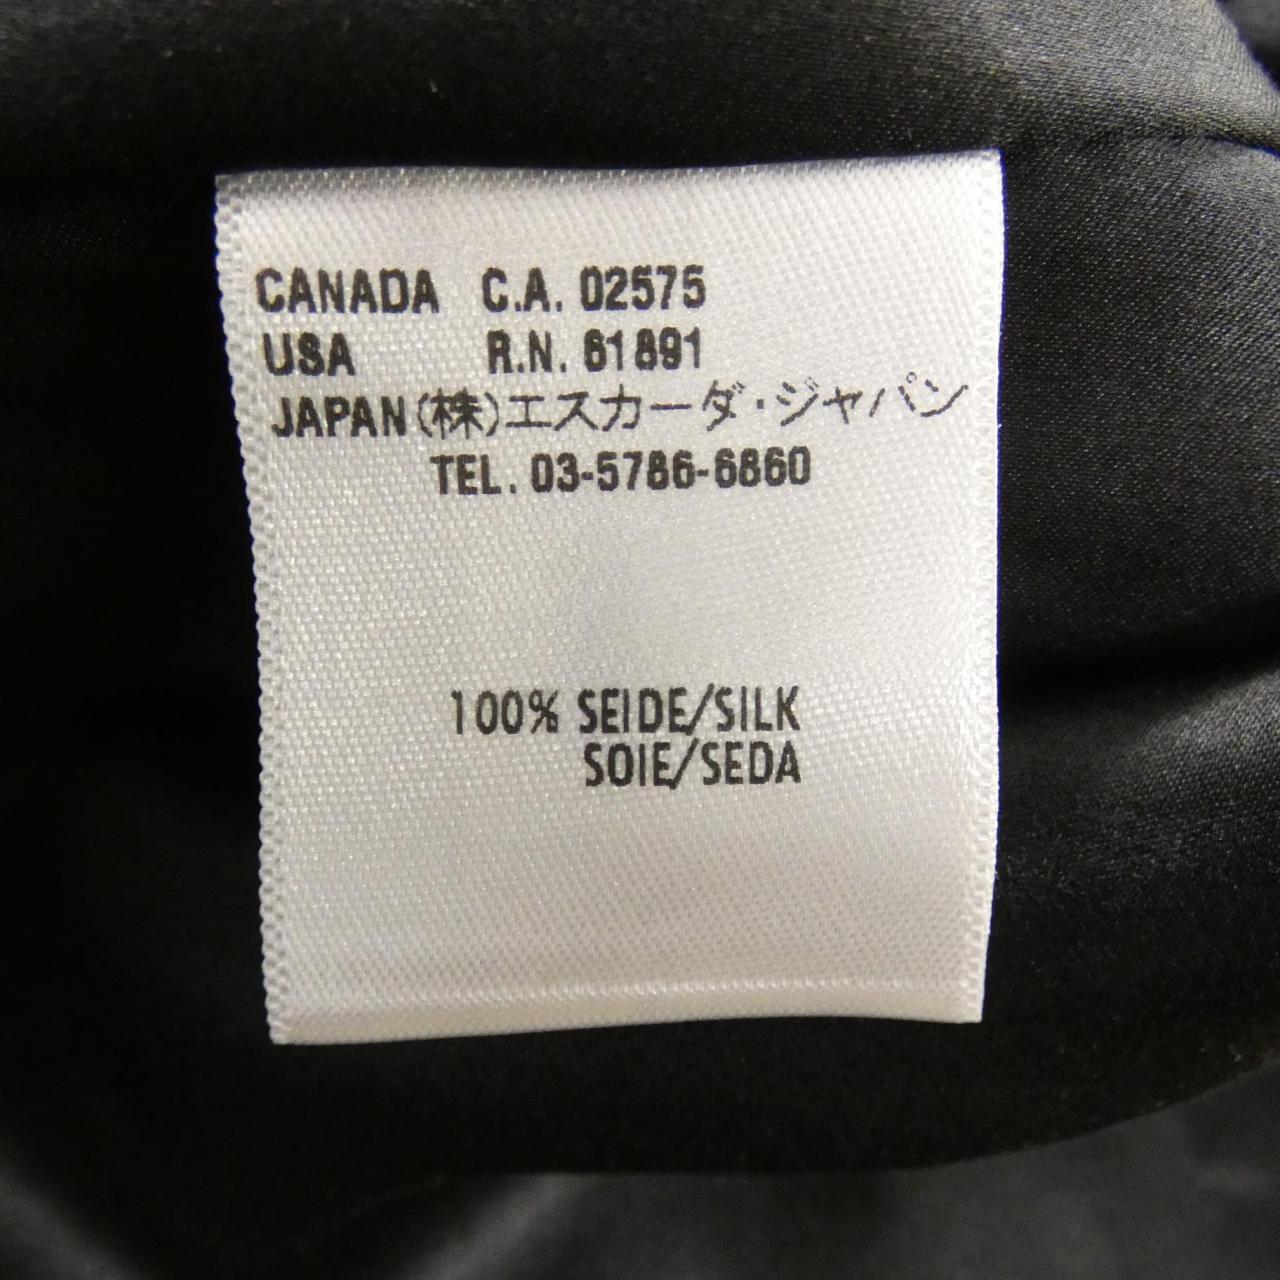 CANADA C.A. 02575
USA R.N. 61891
JAPAN (株)エスカーダ・ジャパン
TEL. 03-5786-6860
100% SEIDE/SILK
SOIE/SEDA